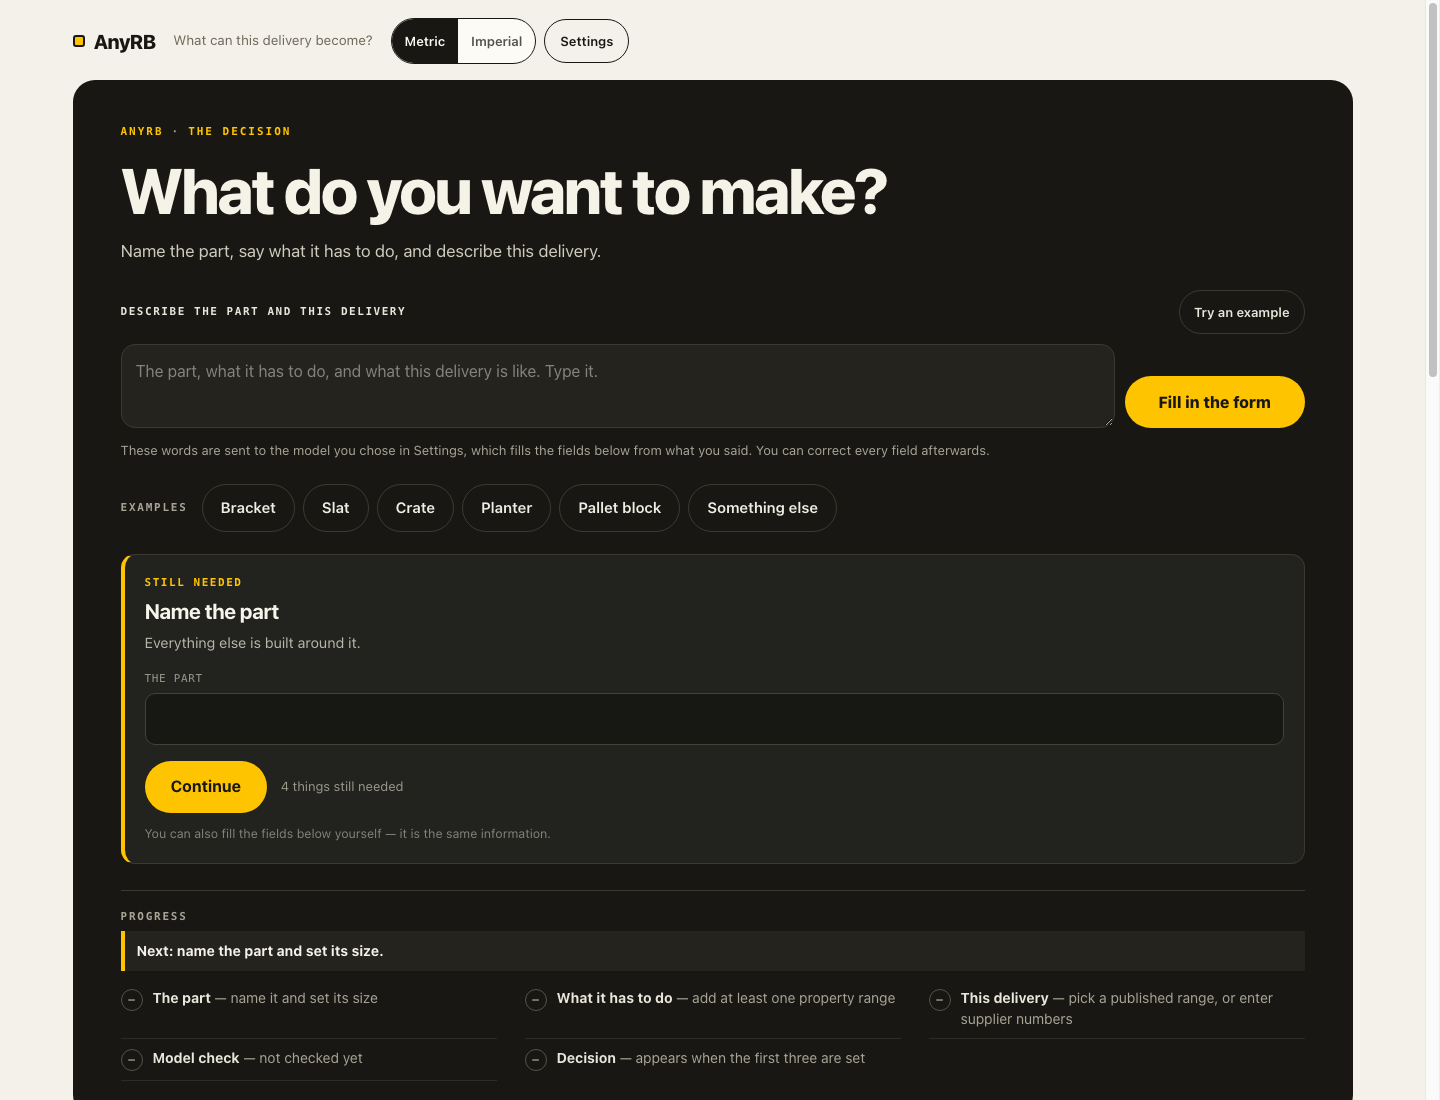 AnyRB What can this delivery become? Metric Imperial Settings
ANYRB · THE DECISION
What do you want to make?
Name the part, say what it has to do, and describe this delivery.
DESCRIBE THE PART AND THIS DELIVERY Try an example
The part, what it has to do, and what this delivery is like. Type it.
Fill in the form
These words are sent to the model you chose in Settings, which fills the fields below from what you said. You can correct every field afterwards.
EXAMPLES Bracket Slat Crate Planter Pallet block Something else
STILL NEEDED
Name the part
Everything else is built around it.
THE PART
Continue 4 things still needed
You can also fill the fields below yourself — it is the same information.
PROGRESS
Next: name the part and set its size.
The part — name it and set its size
What it has to do — add at least one property range
This delivery — pick a published range, or enter
supplier numbers
Model check — not checked yet
Decision — appears when the first three are set